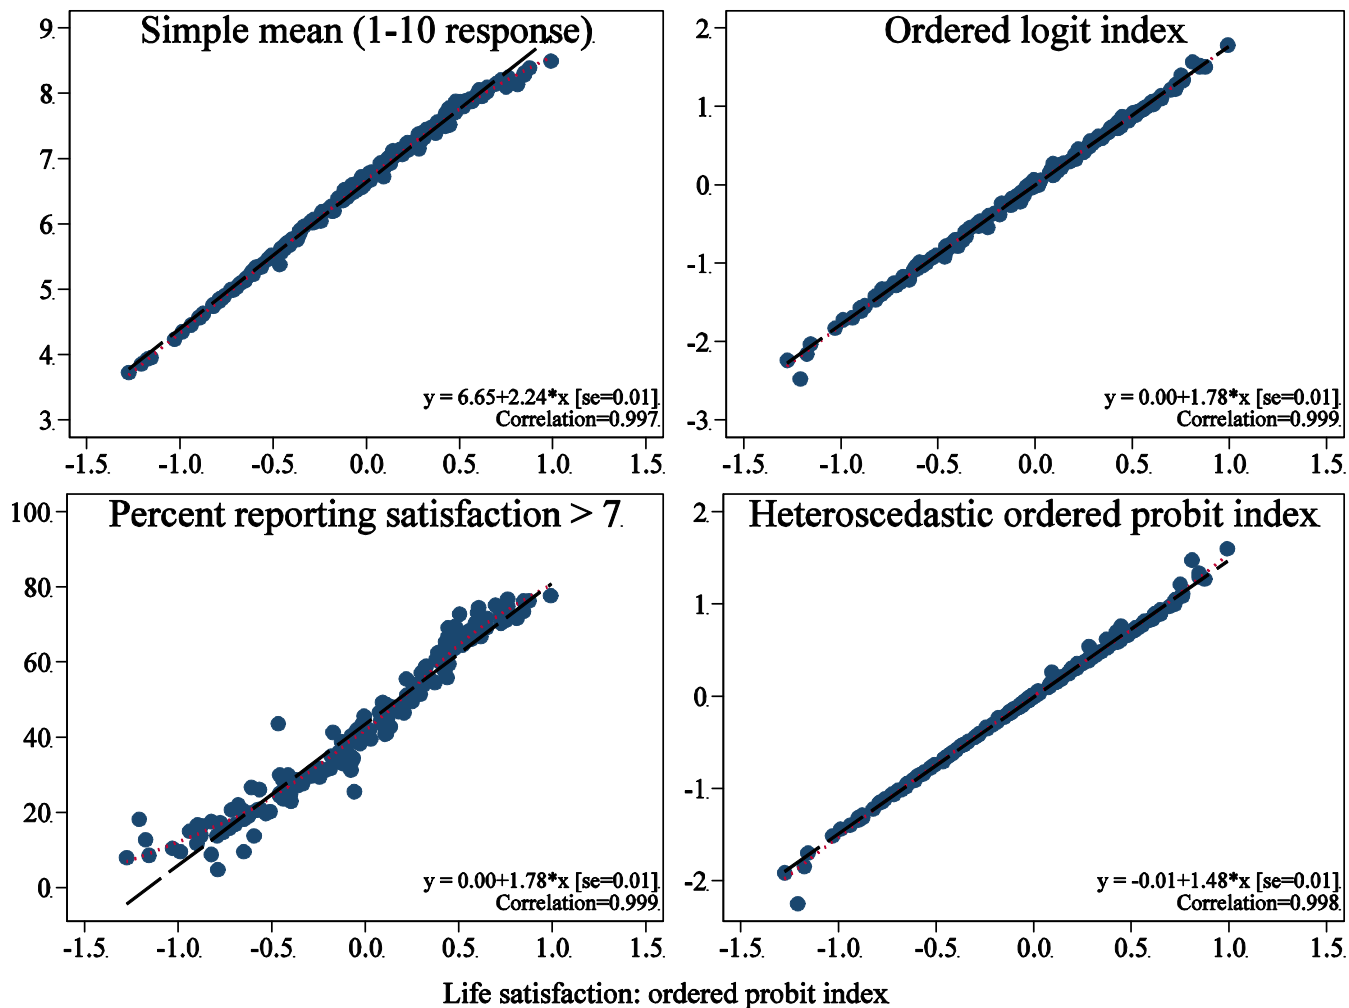 Simple mean (1-10 response)
9
8
7
6
5
4
3
y = 6.65+2.24*x [se=0.01]
Correlation=0.997
-1.5 -1.0 -0.5 0.0 0.5 1.0 1.5
Ordered logit index
2
1
0
-1
-2
-3
y = 0.00+1.78*x [se=0.01]
Correlation=0.999
-1.5 -1.0 -0.5 0.0 0.5 1.0 1.5
Percent reporting satisfaction > 7
100
80
60
40
20
0
y = 0.00+1.78*x [se=0.01]
Correlation=0.999
-1.5 -1.0 -0.5 0.0 0.5 1.0 1.5
Heteroscedastic ordered probit index
2
1
0
-1
-2
y = -0.01+1.48*x [se=0.01]
Correlation=0.998
-1.5 -1.0 -0.5 0.0 0.5 1.0 1.5
Life satisfaction: ordered probit index